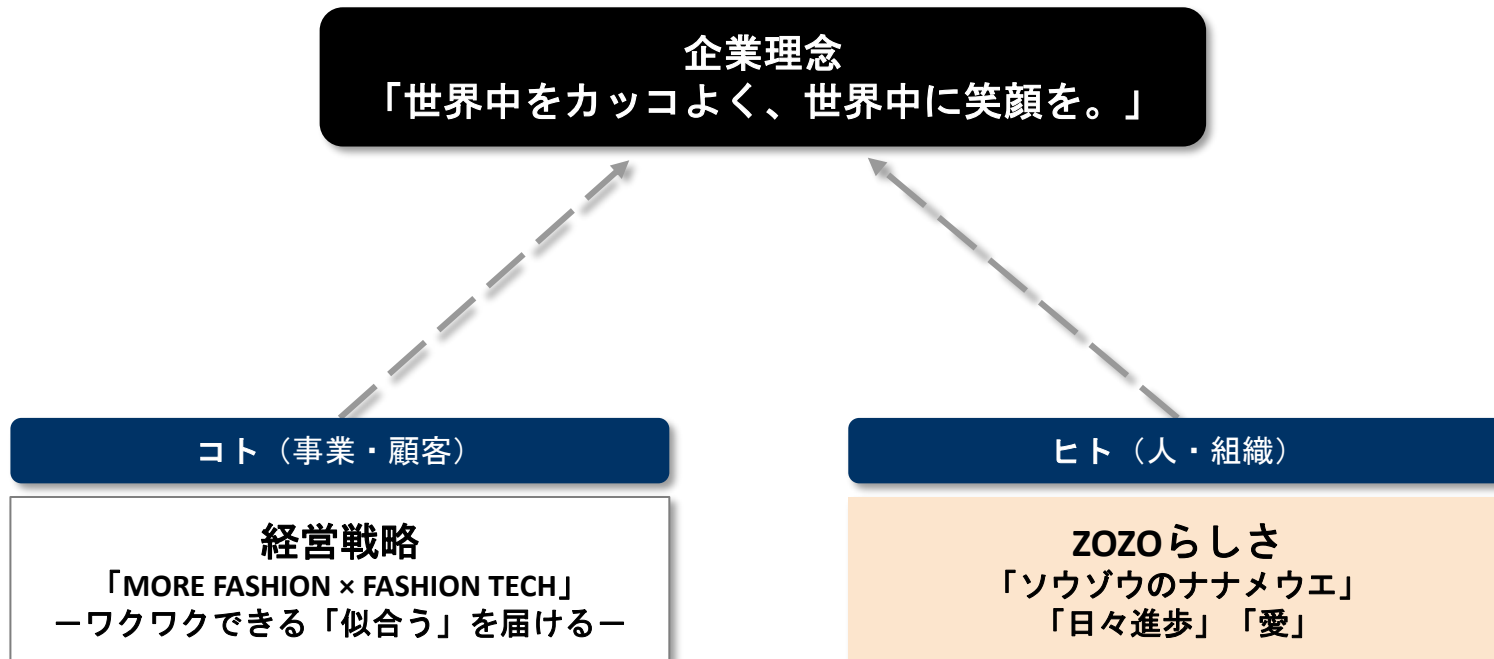 企業理念
「世界中をカッコよく、世界中に笑顔を。」
コト（事業・顧客）
経営戦略
「MORE FASHION × FASHION TECH」
ーワクワクできる「似合う」を届けるー
ヒト（人・組織）
ZOZOらしさ
「ソウゾウのナナメウエ」
「日々進歩」「愛」